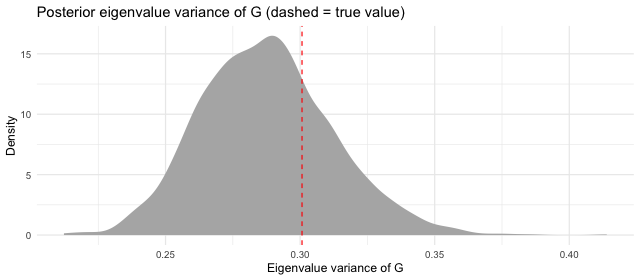 Posterior eigenvalue variance of G (dashed = true value)
Density
15
10
5
0
0.25
0.30
0.35
0.40
Eigenvalue variance of G